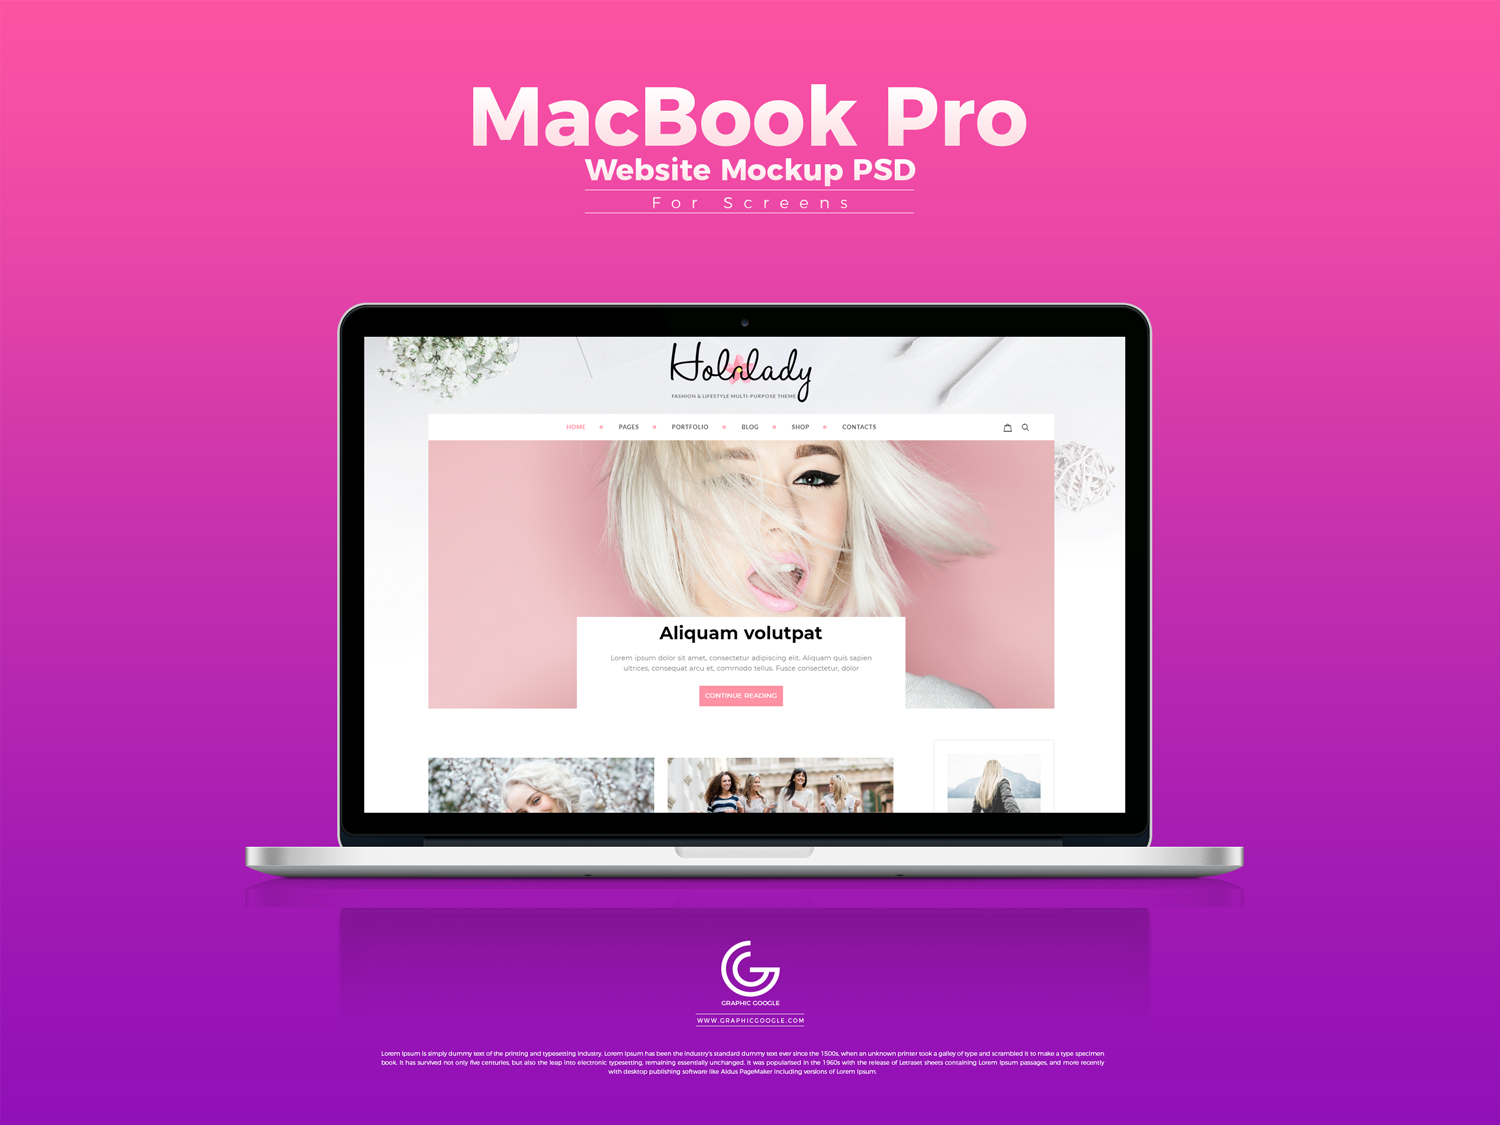 MacBook Pro
Website Mockup PSD
For Screens
Holalady
FASHION & LIFESTYLE MULTI-PURPOSE THEME
HOME PAGES PORTFOLIO BLOG SHOP CONTACTS
Aliquam volutpat
Lorem ipsum dolor sit amet, consectetur adipiscing elit. Aliquam quis sapien
ultrices, consequat arcu et, commodo tellus. Fusce consectetur, dolor
CONTINUE READING
GRAPHIC GOOGLE
WWW.GRAPHICGOOGLE.COM
Lorem Ipsum is simply dummy text of the printing and typesetting industry. Lorem Ipsum has been the industry's standard dummy text ever since the 1500s, when an unknown printer took a galley of type and scrambled it to make a type specimen
book. It has survived not only five centuries, but also the leap into electronic typesetting, remaining essentially unchanged. It was popularised in the 1960s with the release of Letraset sheets containing Lorem Ipsum passages, and more recently
with desktop publishing software like Aldus PageMaker including versions of Lorem Ipsum.